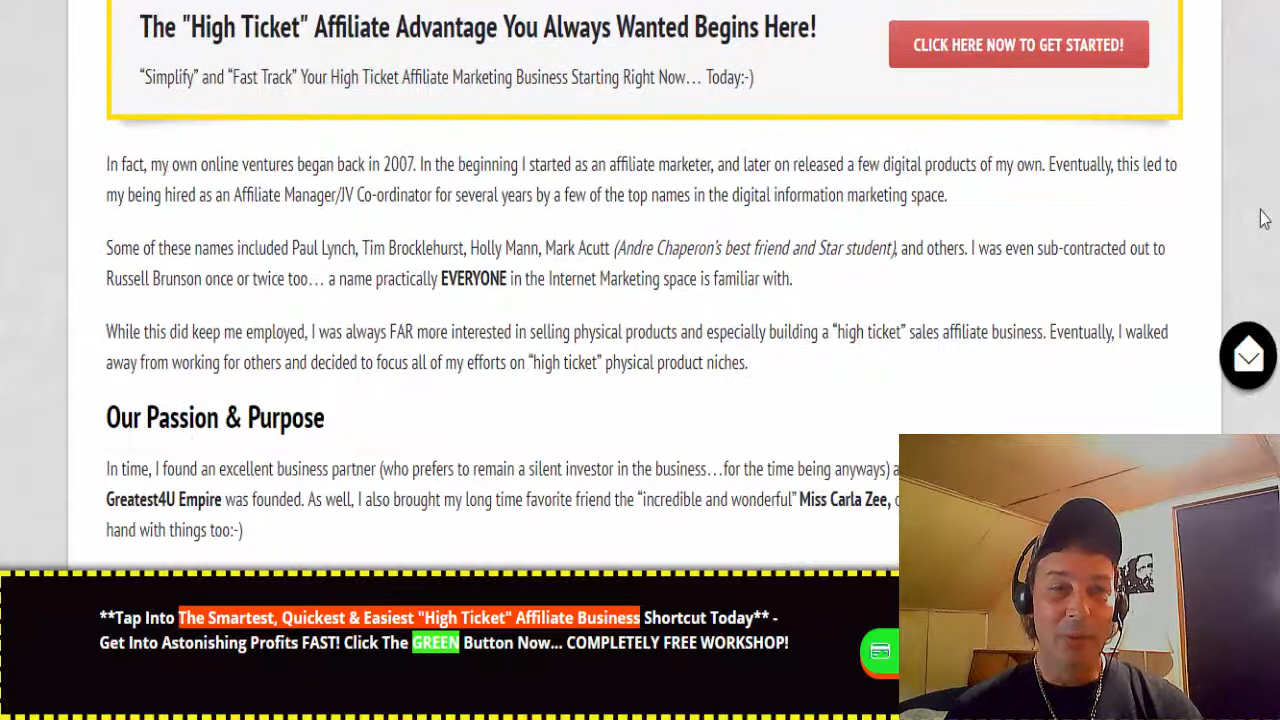 The "High Ticket" Affiliate Advantage You Always Wanted Begins Here!
CLICK HERE NOW TO GET STARTED!
“Simplify” and “Fast Track” Your High Ticket Affiliate Marketing Business Starting Right Now… Today:-)
In fact, my own online ventures began back in 2007. In the beginning I started as an affiliate marketer, and later on released a few digital products of my own. Eventually, this led to
my being hired as an Affiliate Manager/JV Co-ordinator for several years by a few of the top names in the digital information marketing space.
Some of these names included Paul Lynch, Tim Brocklehurst, Holly Mann, Mark Acutt (Andre Chaperon’s best friend and Star student), and others. I was even sub-contracted out to
Russell Brunson once or twice too… a name practically EVERYONE in the Internet Marketing space is familiar with.
While this did keep me employed, I was always FAR more interested in selling physical products and especially building a “high ticket” sales affiliate business. Eventually, I walked
away from working for others and decided to focus all of my efforts on “high ticket” physical product niches.
Our Passion & Purpose
In time, I found an excellent business partner (who prefers to remain a silent investor in the business…for the time being anyways)
Greatest4U Empire was founded. As well, I also brought my long time favorite friend the “incredible and wonderful” Miss Carla Zee,
hand with things too:-)
**Tap Into The Smartest, Quickest & Easiest "High Ticket" Affiliate Business Shortcut Today** -
Get Into Astonishing Profits FAST! Click The GREEN Button Now... COMPLETELY FREE WORKSHOP!